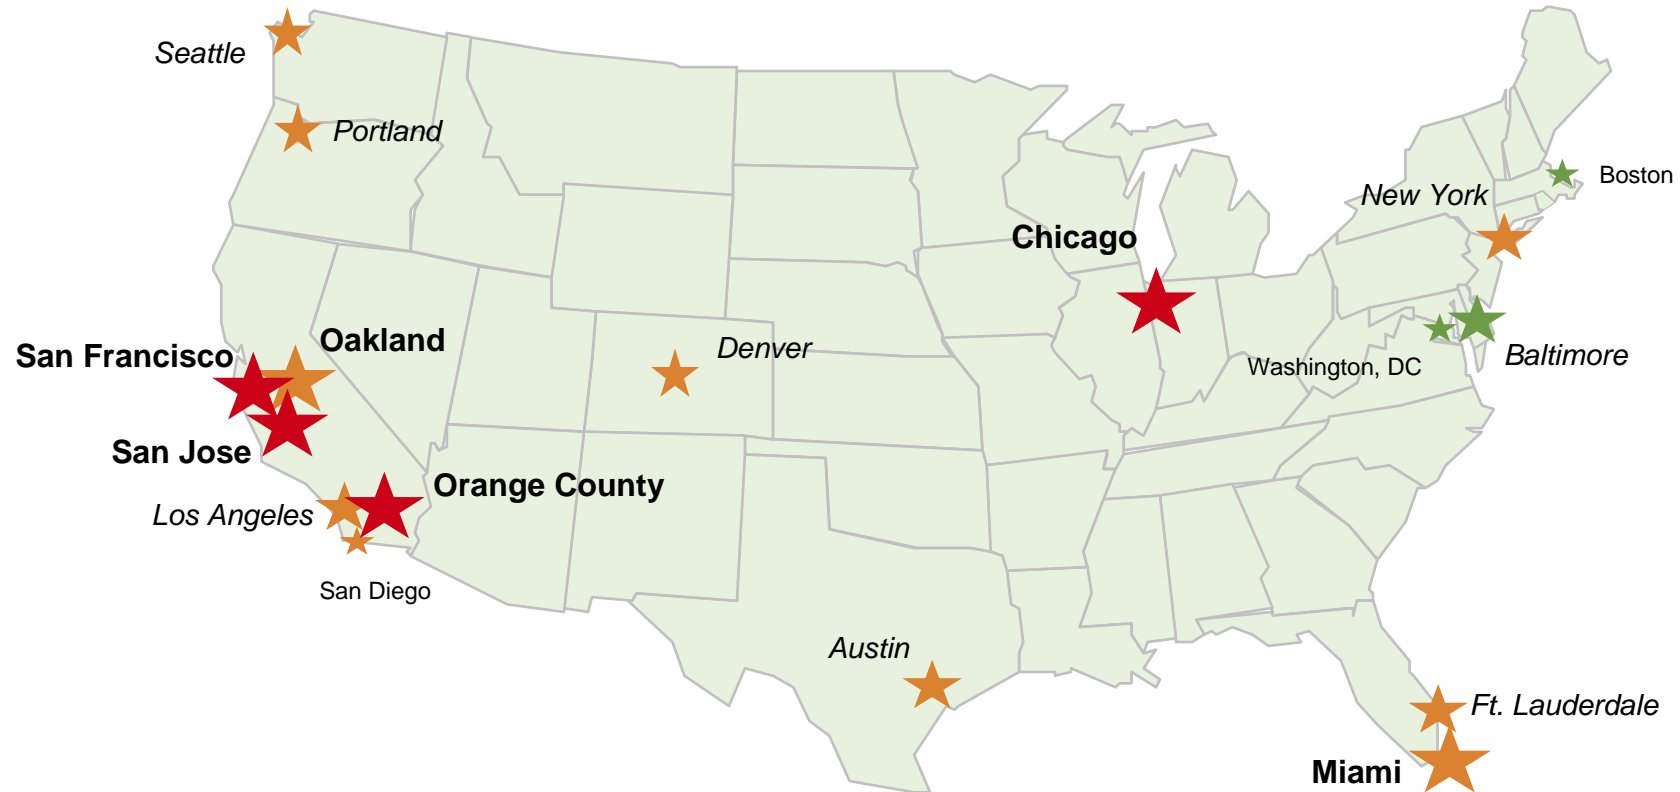 Seattle
Portland
Boston
New York
Chicago
Oakland
San Francisco
Denver
Baltimore
Washington, DC
San Jose
Orange County
Los Angeles
San Diego
Austin
Ft. Lauderdale
Miami